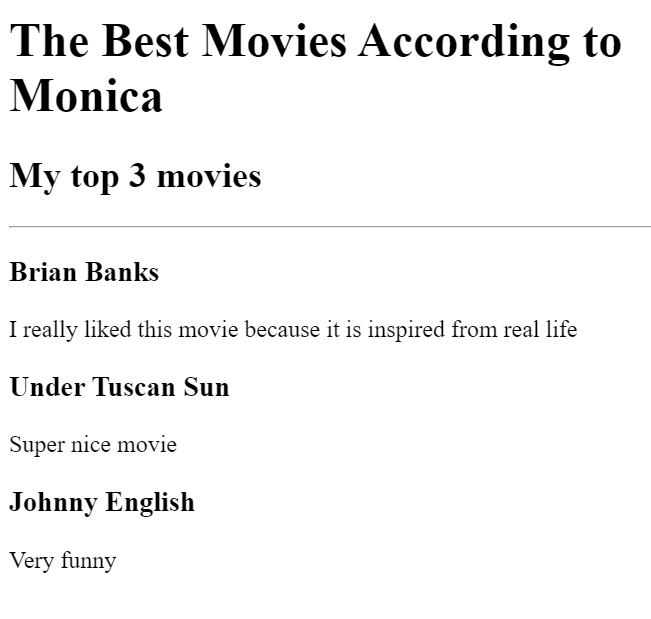 The Best Movies According to
Monica
My top 3 movies
Brian Banks
I really liked this movie because it is inspired from real life
Under Tuscan Sun
Super nice movie
Johnny English
Very funny